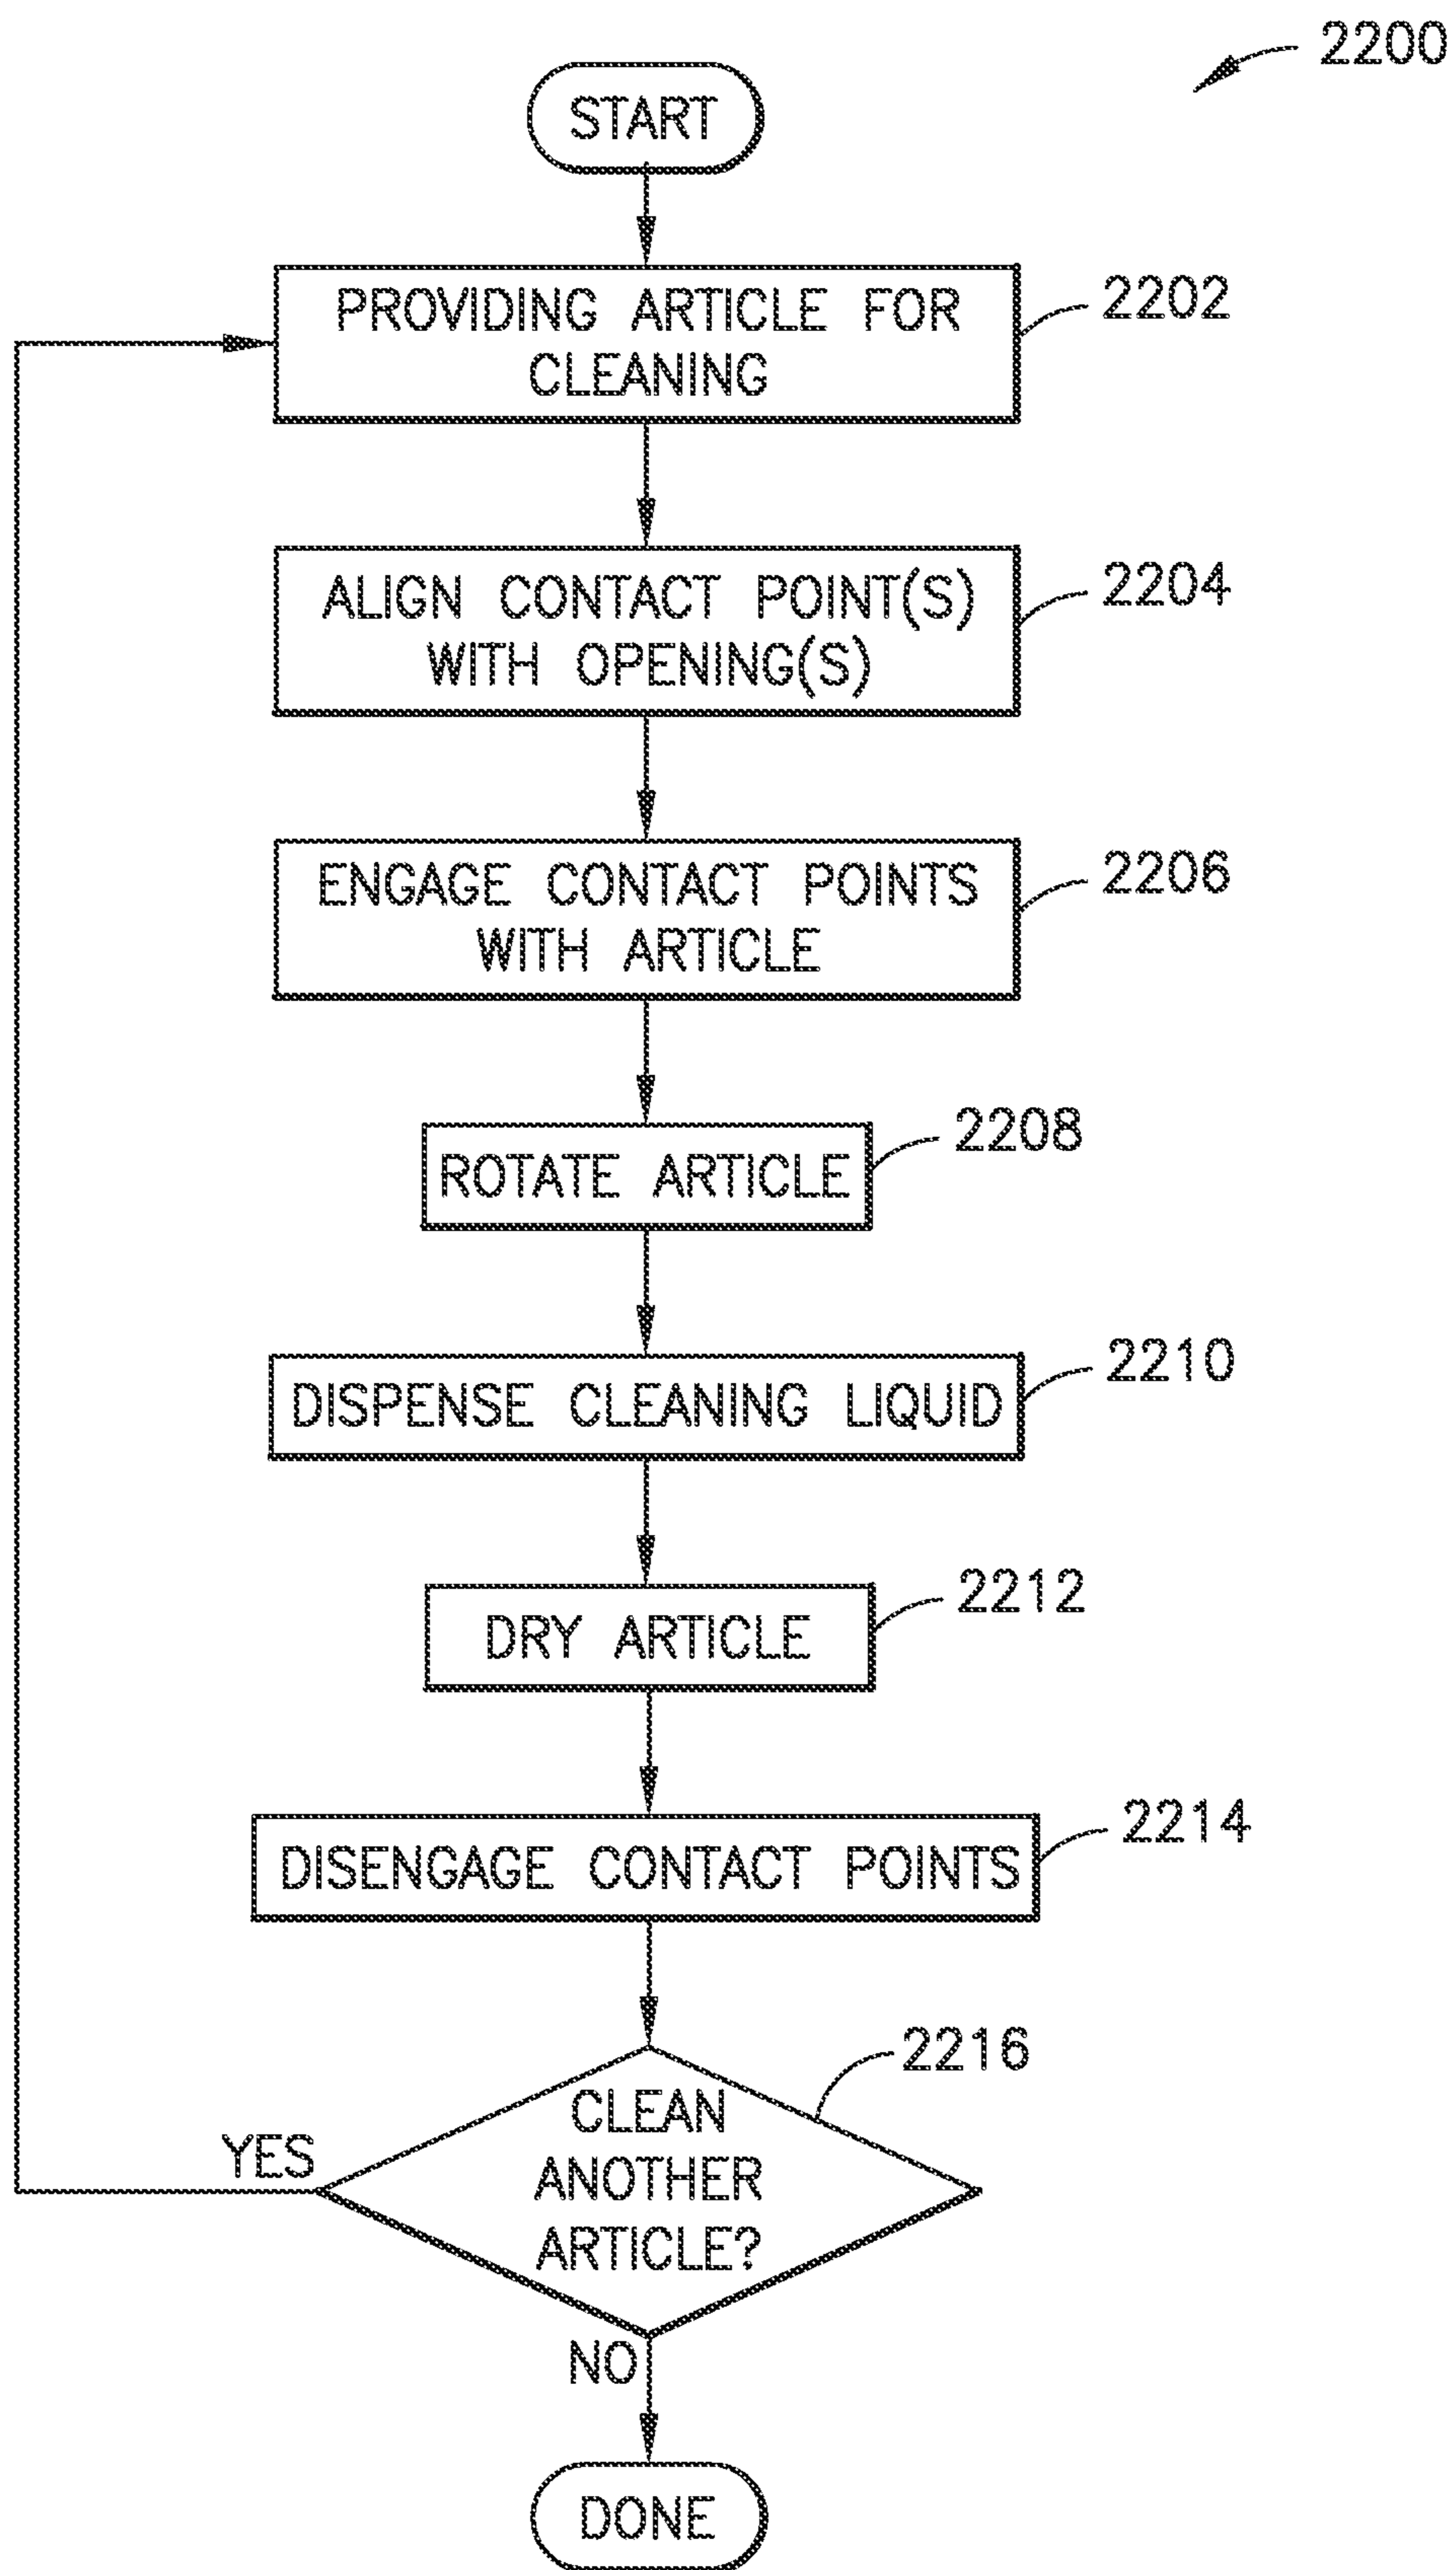 2200
START
PROVIDING ARTICLE FOR
CLEANING
2202
ALIGN CONTACT POINT(S)
WITH OPENING(S)
2204
ENGAGE CONTACT POINTS
WITH ARTICLE
2206
ROTATE ARTICLE
2208
DISPENSE CLEANING LIQUID
2210
DRY ARTICLE
2212
DISENGAGE CONTACT POINTS
2214
CLEAN
ANOTHER
ARTICLE?
2216
YES
NO
DONE